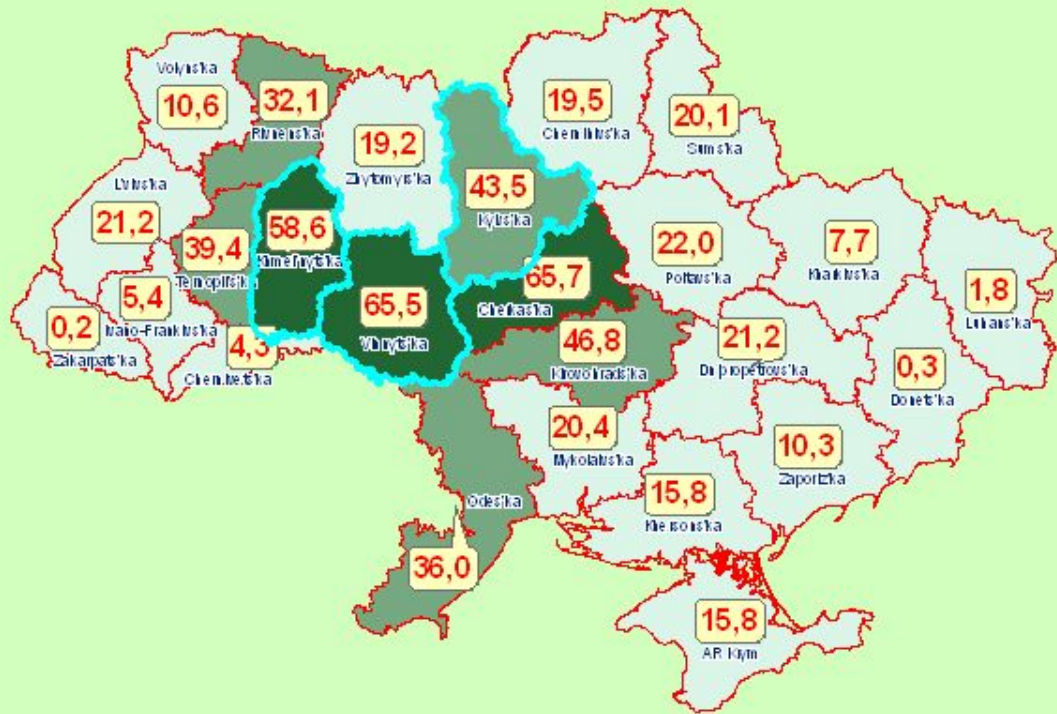 Volyns'ka
10,6
32,1
Rivnens'ka
19,2
Zhytomyrs'ka
19,5
Chernihivs'ka
20,1
Sums'ka
L'vivs'ka
21,2
39,4
Ternopil's'ka
58,6
Khmel'nyts'ka
43,5
Kyivs'ka
22,0
Poltavs'ka
7,7
Kharkivs'ka
1,8
Luhans'ka
0,2
Zakarpats'ka
5,4
Ivano-Frankivs'ka
4,3
Chernivets'ka
65,5
Vinnyts'ka
65,7
Cherkas'ka
46,8
Kirovohrads'ka
21,2
Dnipropetrovs'ka
0,3
Donets'ka
20,4
Mykolaivs'ka
10,3
Zaporiz'ka
15,8
Khersons'ka
Odes'ka
36,0
15,8
AR Krym